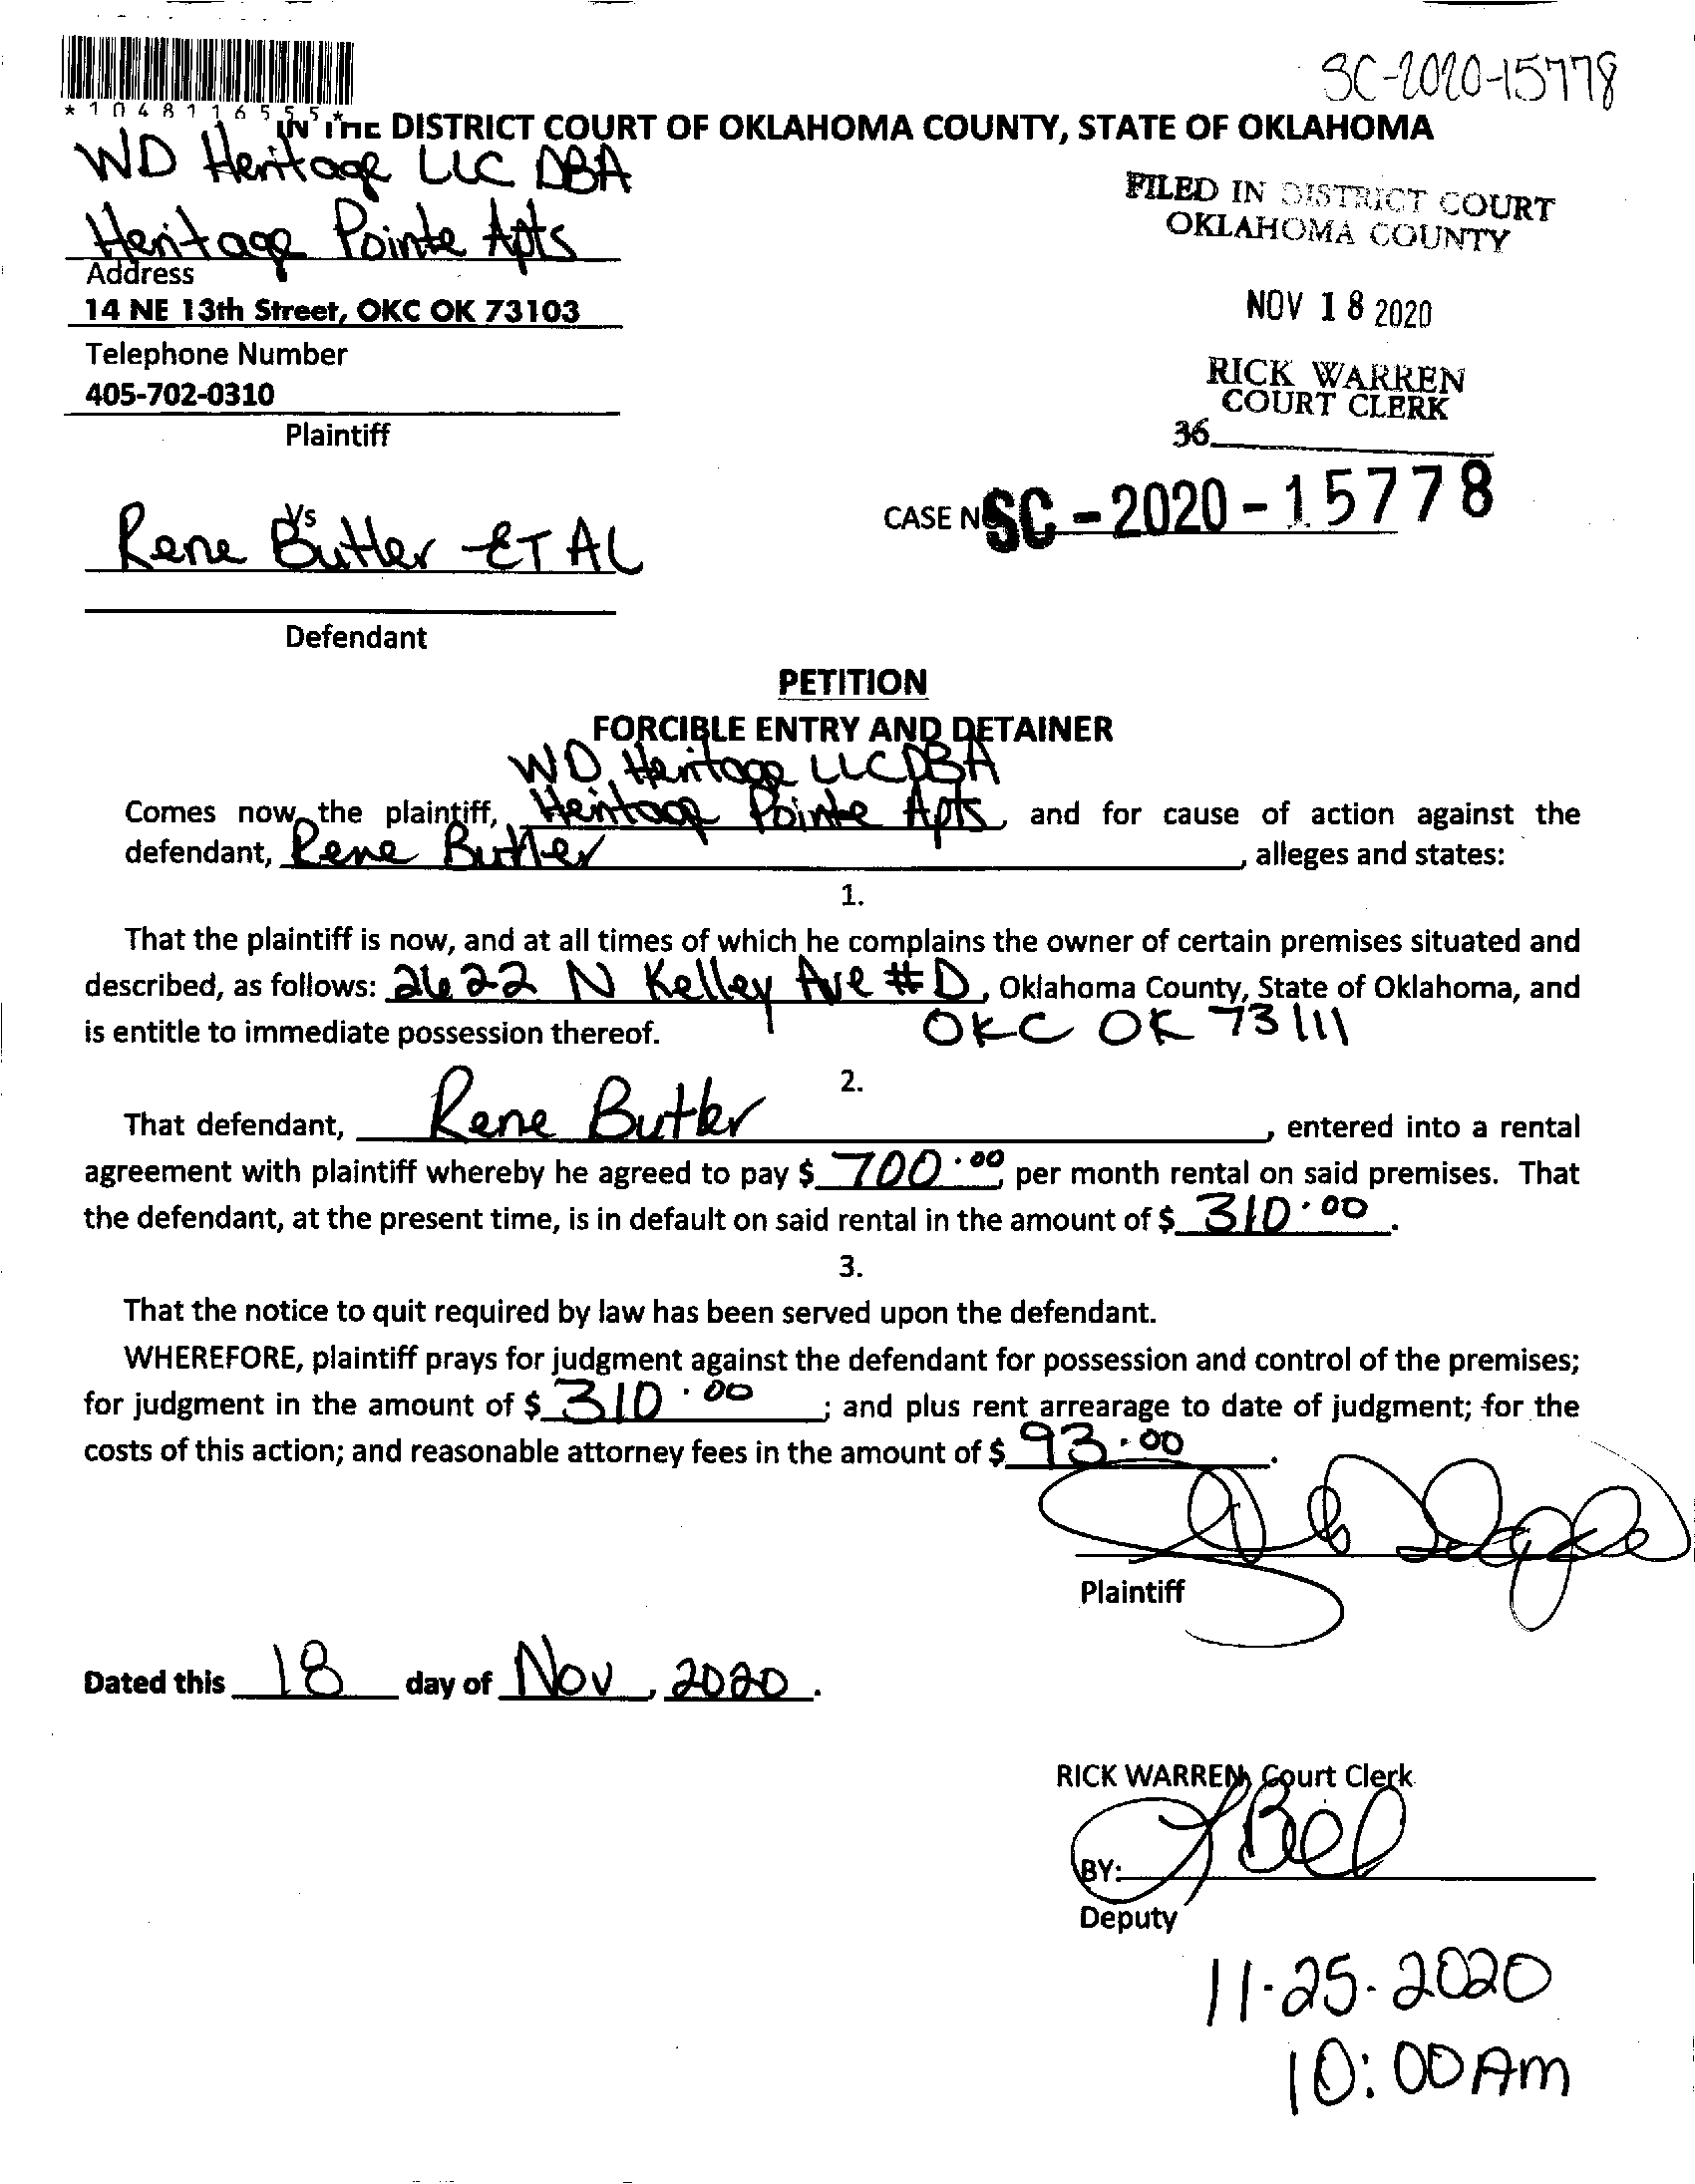 SC-2020-15778
*1048116555*
IN THE DISTRICT COURT OF OKLAHOMA COUNTY, STATE OF OKLAHOMA
WD Heritage LLC DBA
Heritage Pointe Apts
Address
14 NE 13th Street, OKC OK 73103
Telephone Number
405-702-0310
Plaintiff
FILED IN DISTRICT COURT
OKLAHOMA COUNTY
NOV 18 2020
RICK WARREN
COURT CLERK
36
Vs
CASE NO SC-2020-15778
Rene Butler ET AL
Defendant
PETITION
FORCIBLE ENTRY AND DETAINER
WD Heritage LLC DBA
Comes now the plaintiff, Heritage Pointe Apts, and for cause of action against the
defendant, Rene Butler, alleges and states:
1.
That the plaintiff is now, and at all times of which he complains the owner of certain premises situated and
described, as follows: 2622 N Kelley Ave #D, Oklahoma County, State of Oklahoma, and
is entitle to immediate possession thereof. OKC OK 73111
2.
That defendant, Rene Butler, entered into a rental
agreement with plaintiff whereby he agreed to pay $ 700.00 per month rental on said premises. That
the defendant, at the present time, is in default on said rental in the amount of $ 310.00.
3.
That the notice to quit required by law has been served upon the defendant.
WHEREFORE, plaintiff prays for judgment against the defendant for possession and control of the premises;
for judgment in the amount of $ 310.00; and plus rent arrearage to date of judgment; for the
costs of this action; and reasonable attorney fees in the amount of $ 93.00.
Plaintiff
Dated this 18 day of Nov, 2020.
RICK WARREN, Court Clerk
BY:
Deputy
11-25-2020
10:00 Am